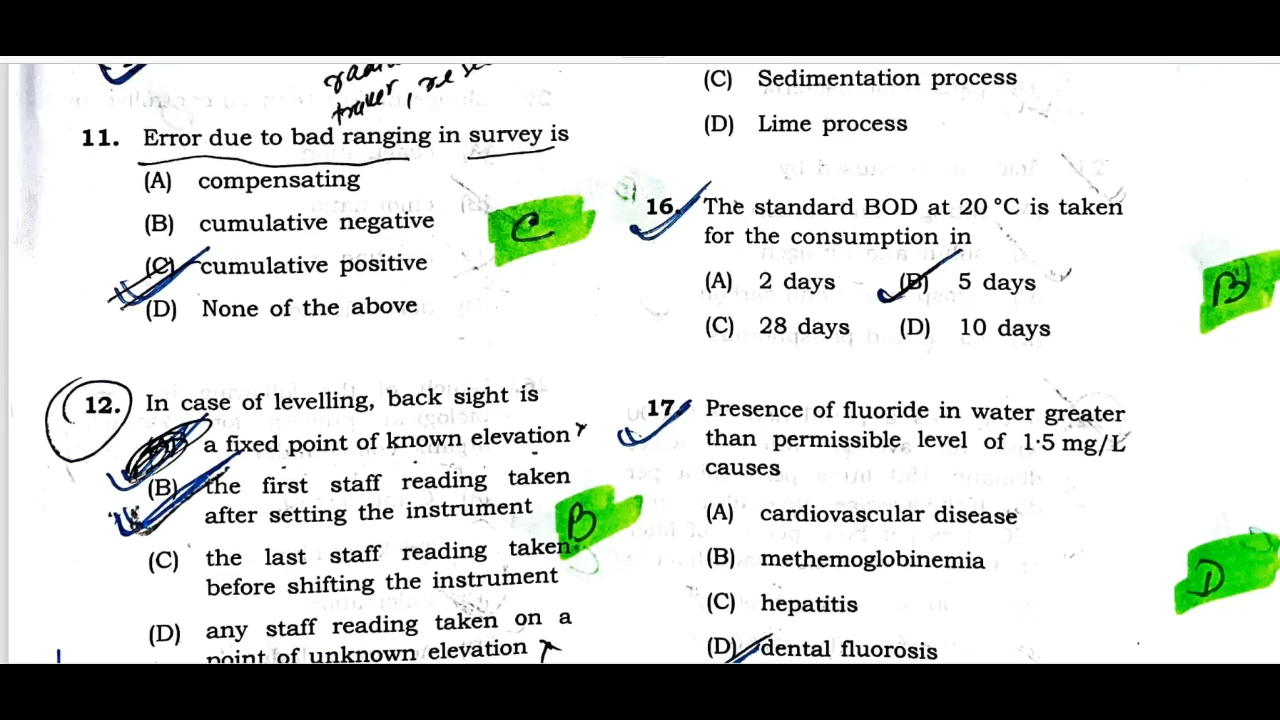 traker,
11. Error due to bad ranging in survey is
(A) compensating
(B) cumulative negative
(C) cumulative positive
(D) None of the above
C
12. In case of levelling, back sight is
a fixed point of known elevation
(B) the first staff reading taken
after setting the instrument
B
(C) the last staff reading taken
before shifting the instrument
(D) any staff reading taken on a
point of unknown elevation
(C) Sedimentation process
(D) Lime process
16. The standard BOD at 20 °C is taken
for the consumption in
(A) 2 days (B) 5 days
(C) 28 days (D) 10 days
B
17. Presence of fluoride in water greater
than permissible level of 1·5 mg/L
causes
(A) cardiovascular disease
(B) methemoglobinemia
(C) hepatitis
(D) dental fluorosis
D